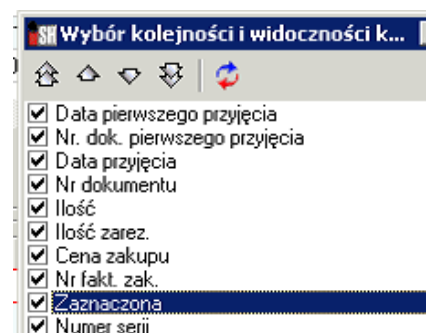 SH Wybór kolejności i widoczności k...
Data pierwszego przyjęcia
Nr. dok. pierwszego przyjęcia
Data przyjęcia
Nr dokumentu
Ilość
Ilość zarez.
Cena zakupu
Nr fakt. zak.
Zaznaczona
Numer serii